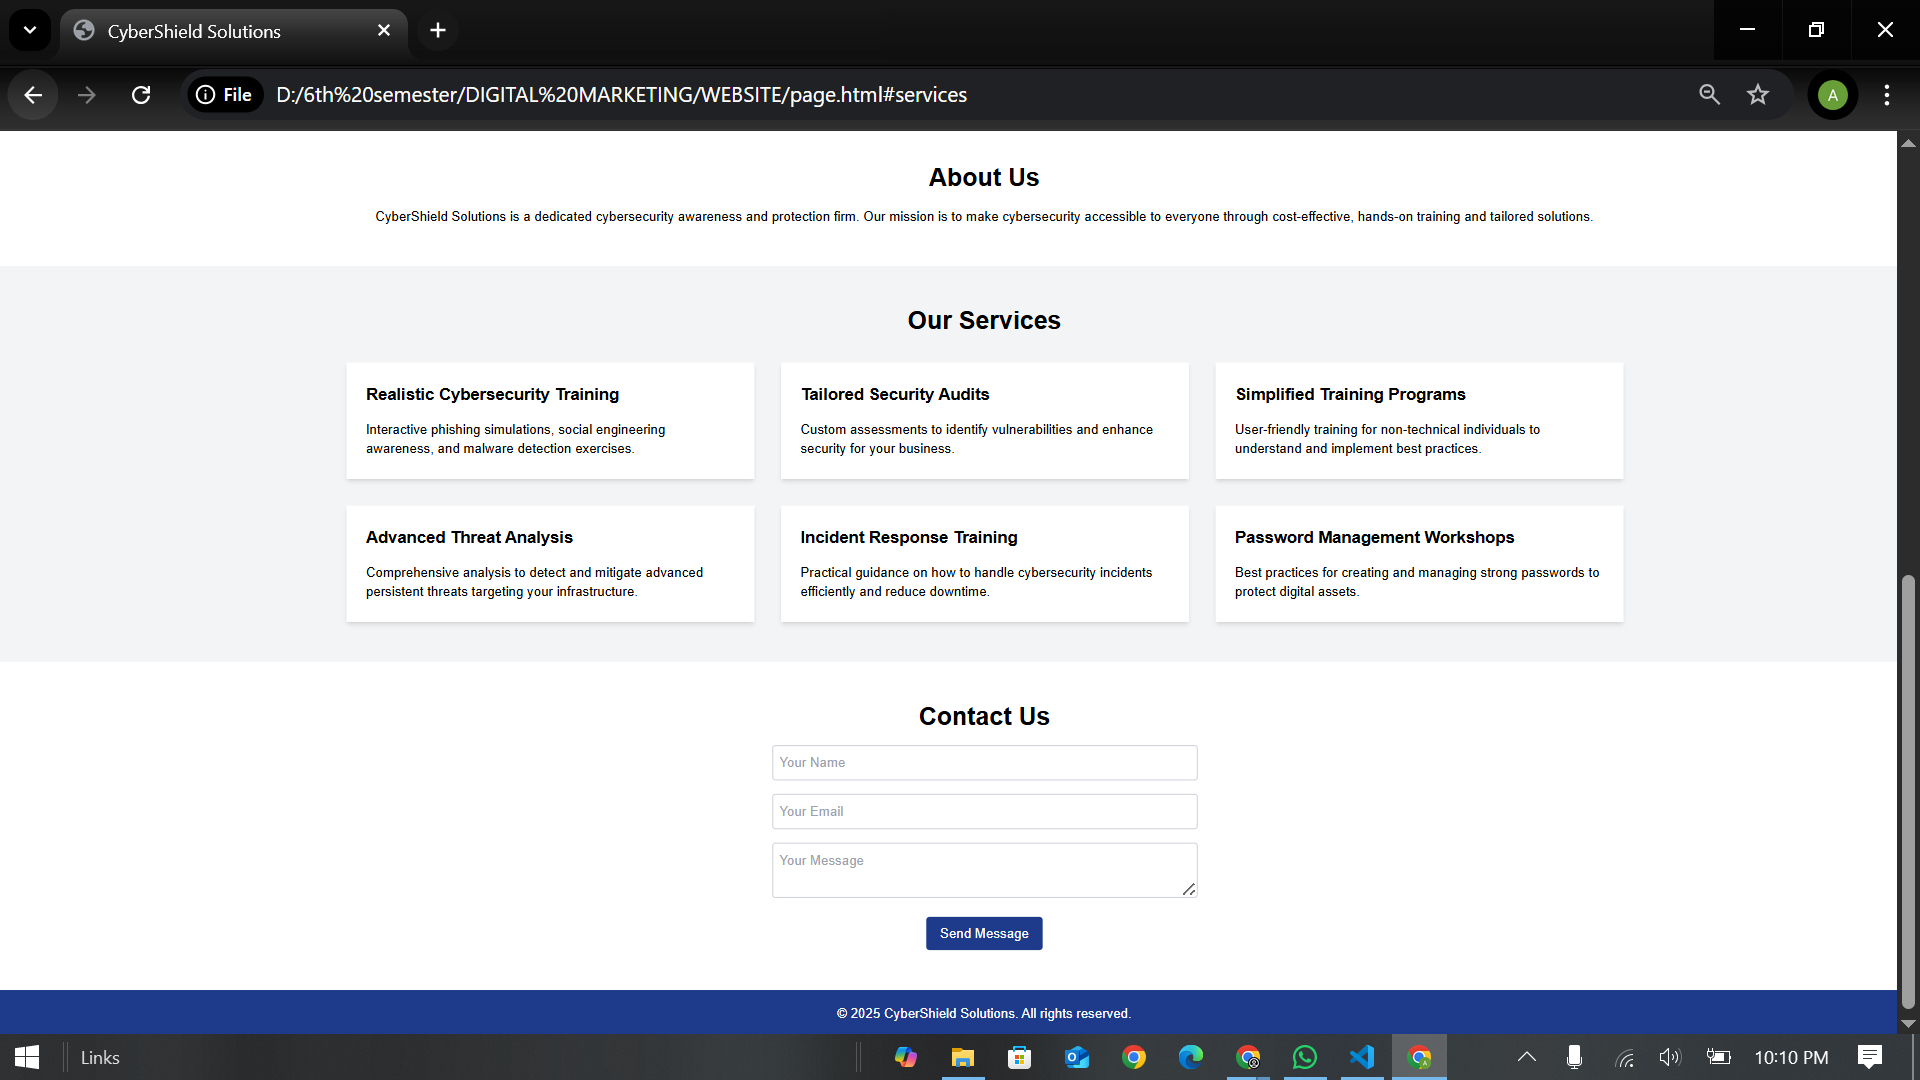 CyberShield Solutions
File
D:/6th%20semester/DIGITAL%20MARKETING/WEBSITE/page.html#services
A
About Us
CyberShield Solutions is a dedicated cybersecurity awareness and protection firm. Our mission is to make cybersecurity accessible to everyone through cost-effective, hands-on training and tailored solutions.
Our Services
Realistic Cybersecurity Training
Interactive phishing simulations, social engineering
awareness, and malware detection exercises.
Tailored Security Audits
Custom assessments to identify vulnerabilities and enhance
security for your business.
Simplified Training Programs
User-friendly training for non-technical individuals to
understand and implement best practices.
Advanced Threat Analysis
Comprehensive analysis to detect and mitigate advanced
persistent threats targeting your infrastructure.
Incident Response Training
Practical guidance on how to handle cybersecurity incidents
efficiently and reduce downtime.
Password Management Workshops
Best practices for creating and managing strong passwords to
protect digital assets.
Contact Us
Your Name
Your Email
Your Message
Send Message
© 2025 CyberShield Solutions. All rights reserved.
Links
10:10 PM